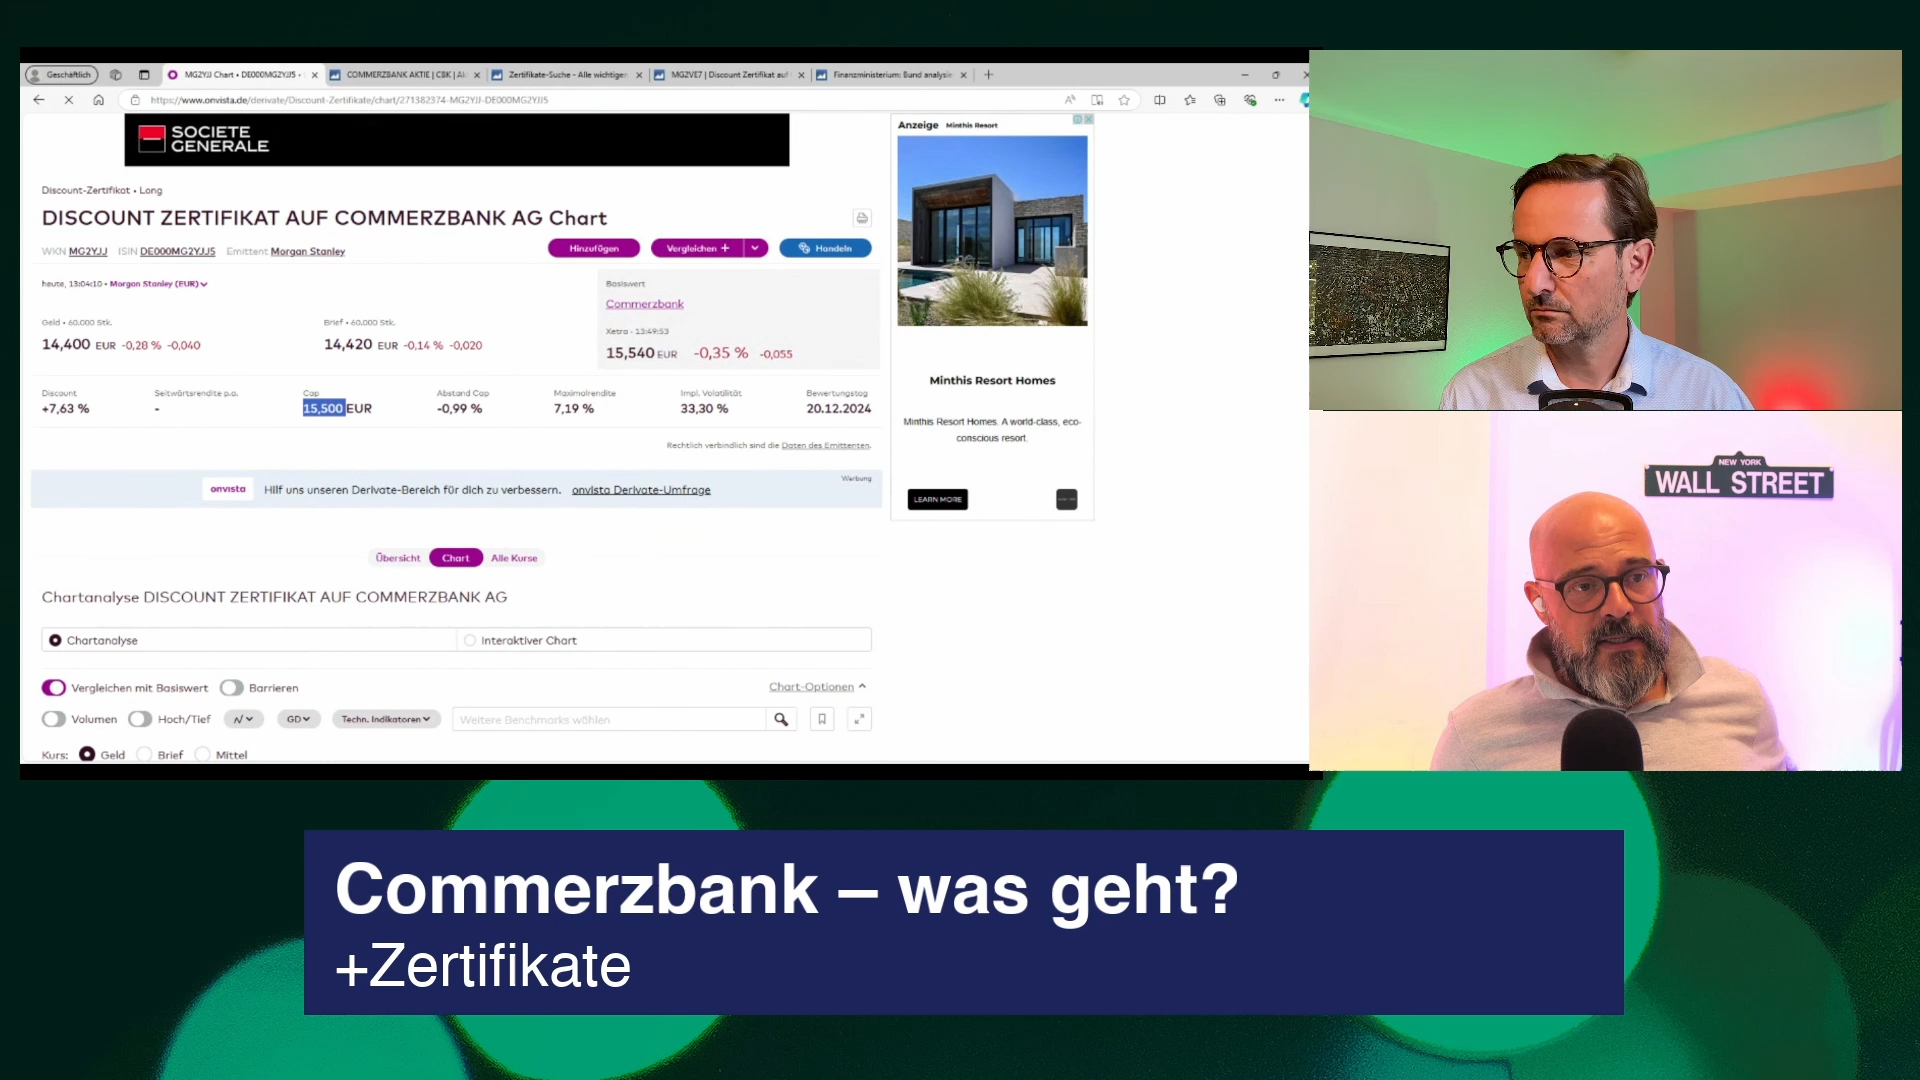 Geschäftlich
MG2YJJ Chart • DE000MG2YJJ5 •
COMMERZBANK AKTIE | CBK |
Zertifikate-Suche - Alle wichtigen
MG2VE7 | Discount Zertifikat auf
Finanzministerium: Bund analysie
https://www.onvista.de/derivate/Discount-Zertifikate/chart/271382374-MG2YJJ-DE000MG2YJJ5
SOCIETE
GENERALE
Anzeige Minthis Resort
Discount-Zertifikat • Long
DISCOUNT ZERTIFIKAT AUF COMMERZBANK AG Chart
WKN MG2YJJ ISIN DE000MG2YJJ5 Emittent Morgan Stanley
Hinzufügen
Vergleichen +
Handeln
heute, 13:04:10 • Morgan Stanley (EUR)
Basiswert
Commerzbank
Geld • 60.000 Stk.
Brief • 60.000 Stk.
Xetra • 13:49:53
14,400 EUR -0,28 % -0,040
14,420 EUR -0,14 % -0,020
15,540 EUR -0,35 % -0,055
Discount
Seitwärtsrendite p.a.
Cap
Abstand Cap
Maximalrendite
Impl. Volatilität
Bewertungstag
+7,63 %
-
15,500 EUR
-0,99 %
7,19 %
33,30 %
20.12.2024
Rechtlich verbindlich sind die Daten des Emittenten.
Werbung
onvista Hilf uns unseren Derivate-Bereich für dich zu verbessern. onvista Derivate-Umfrage
Minthis Resort Homes
Minthis Resort Homes. A world-class, eco-
conscious resort.
LEARN MORE
Übersicht Chart Alle Kurse
Chartanalyse DISCOUNT ZERTIFIKAT AUF COMMERZBANK AG
Chartanalyse
Interaktiver Chart
Vergleichen mit Basiswert Barrieren
Chart-Optionen
Volumen Hoch/Tief GD Techn. Indikatoren Weitere Benchmarks wählen
Kurs: Geld Brief Mittel
NEW YORK
WALL STREET
Commerzbank – was geht?
+Zertifikate